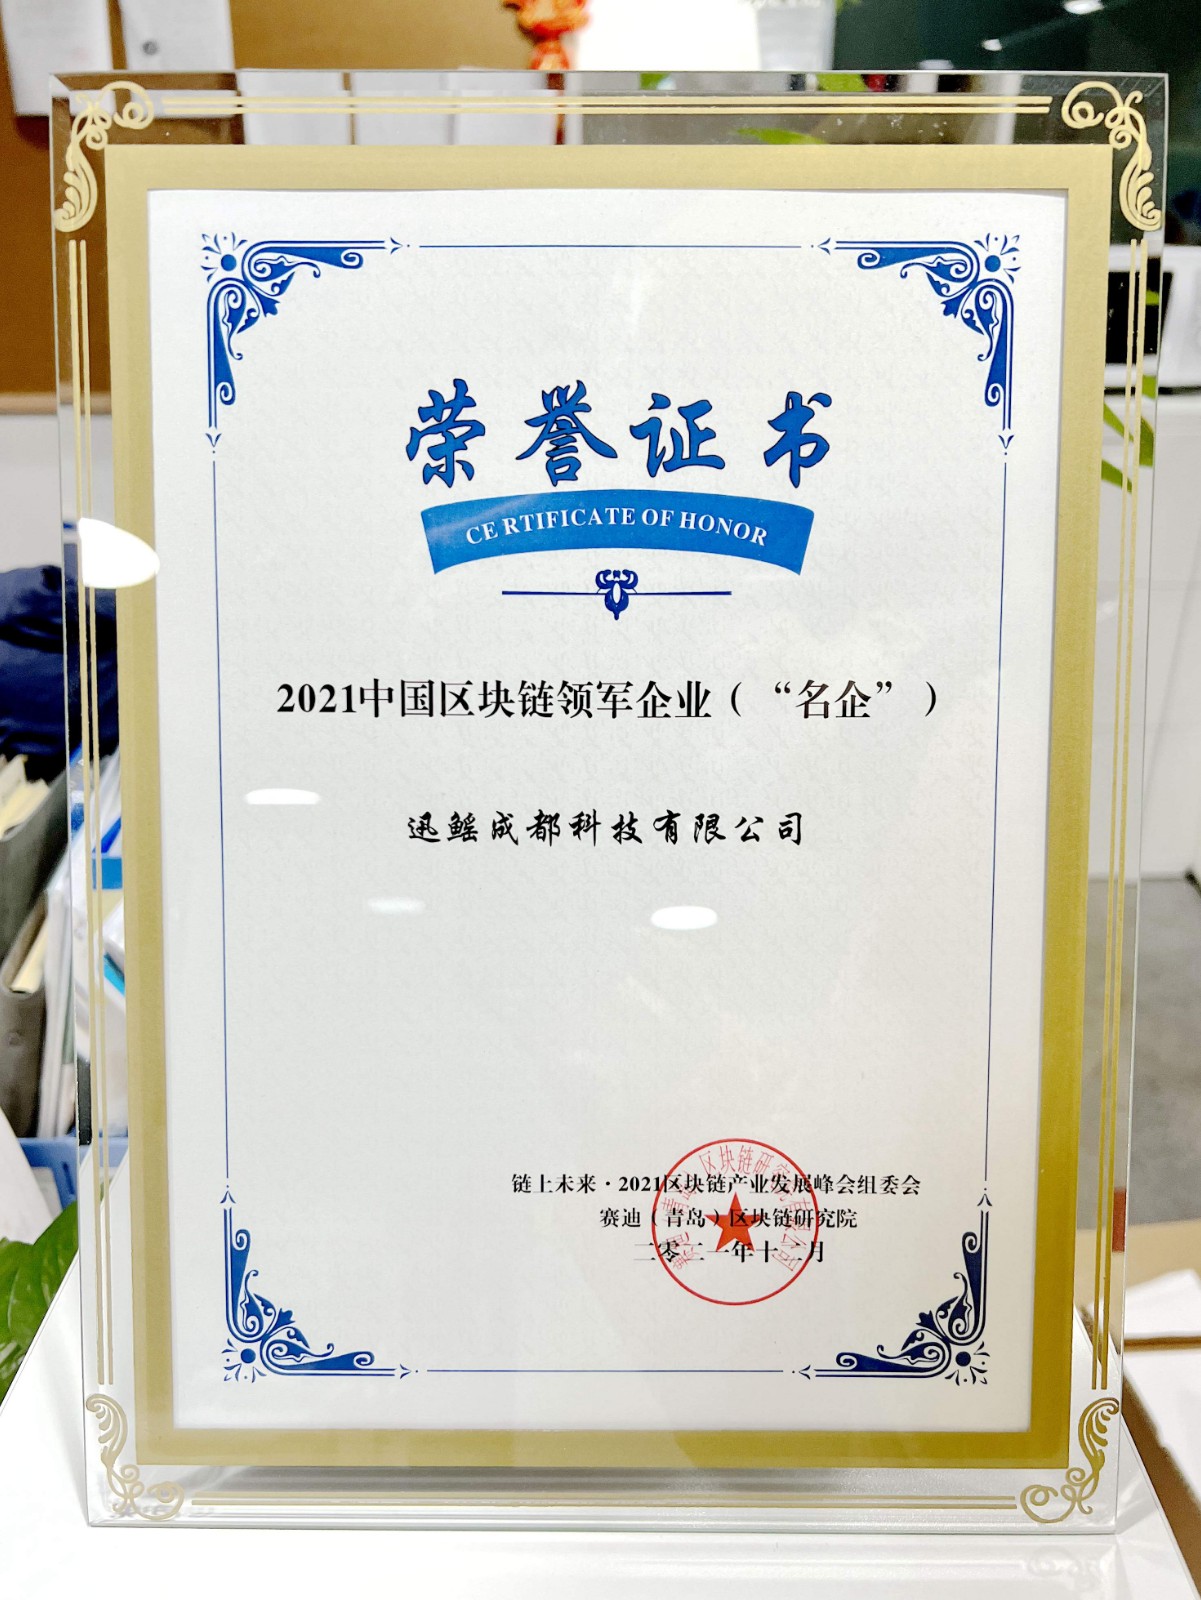 荣誉证书
CE RTIFICATE OF HONOR
2021中国区块链领军企业（“名企”）
迅鳐成都科技有限公司
链上未来·2021区块链产业发展峰会组委会
赛迪（青岛）区块链研究院
二零二一年十二月